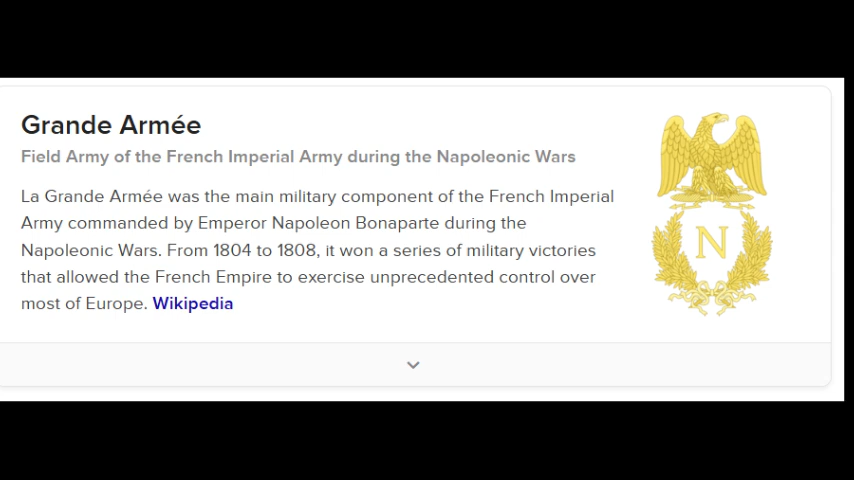 Grande Armée
Field Army of the French Imperial Army during the Napoleonic Wars
La Grande Armée was the main military component of the French Imperial
Army commanded by Emperor Napoleon Bonaparte during the
Napoleonic Wars. From 1804 to 1808, it won a series of military victories
that allowed the French Empire to exercise unprecedented control over
most of Europe. Wikipedia
N